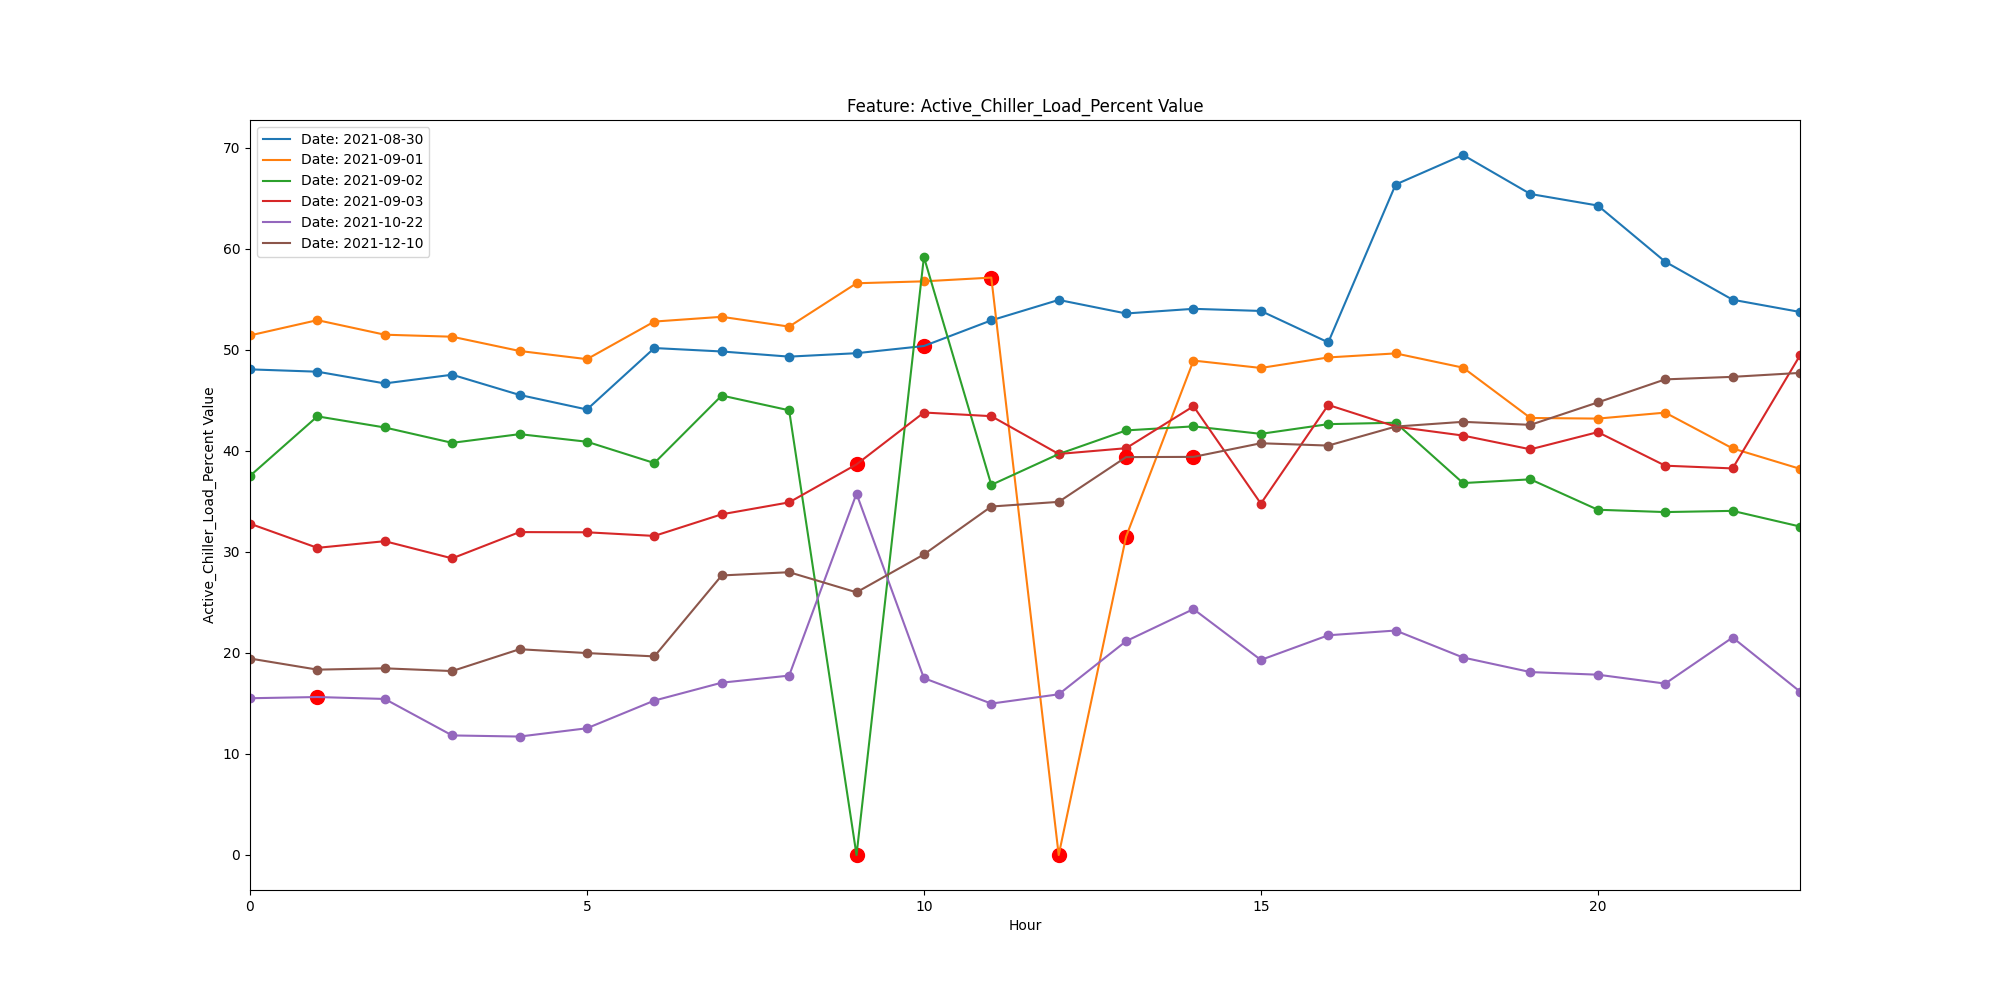 Feature: Active_Chiller_Load_Percent Value
Date: 2021-08-30
Date: 2021-09-01
Date: 2021-09-02
Date: 2021-09-03
Date: 2021-10-22
Date: 2021-12-10
70
60
50
40
30
20
10
0
Active_Chiller_Load_Percent Value
0 5 10 15 20
Hour